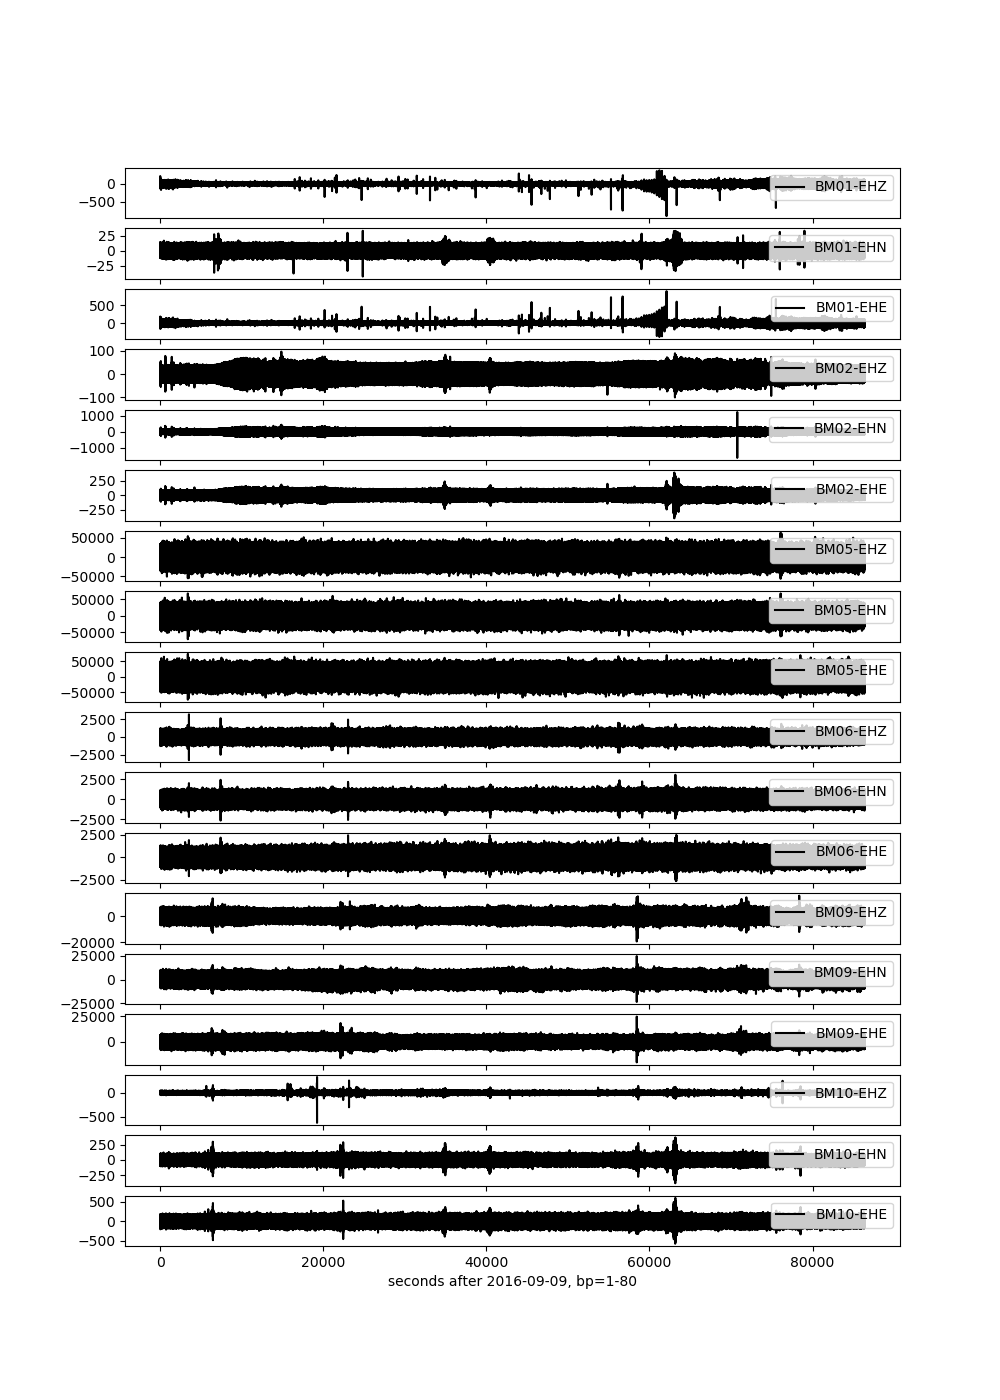 0
−500
BM01-EHZ
25
0
−25
BM01-EHN
500
0
BM01-EHE
100
0
−100
BM02-EHZ
1000
0
−1000
BM02-EHN
250
0
−250
BM02-EHE
50000
0
−50000
BM05-EHZ
50000
0
−50000
BM05-EHN
50000
0
−50000
BM05-EHE
2500
0
−2500
BM06-EHZ
2500
0
−2500
BM06-EHN
2500
0
−2500
BM06-EHE
0
−20000
BM09-EHZ
25000
0
−25000
BM09-EHN
25000
0
BM09-EHE
0
−500
BM10-EHZ
250
0
−250
BM10-EHN
500
0
−500
BM10-EHE
0 20000 40000 60000 80000
seconds after 2016-09-09, bp=1-80